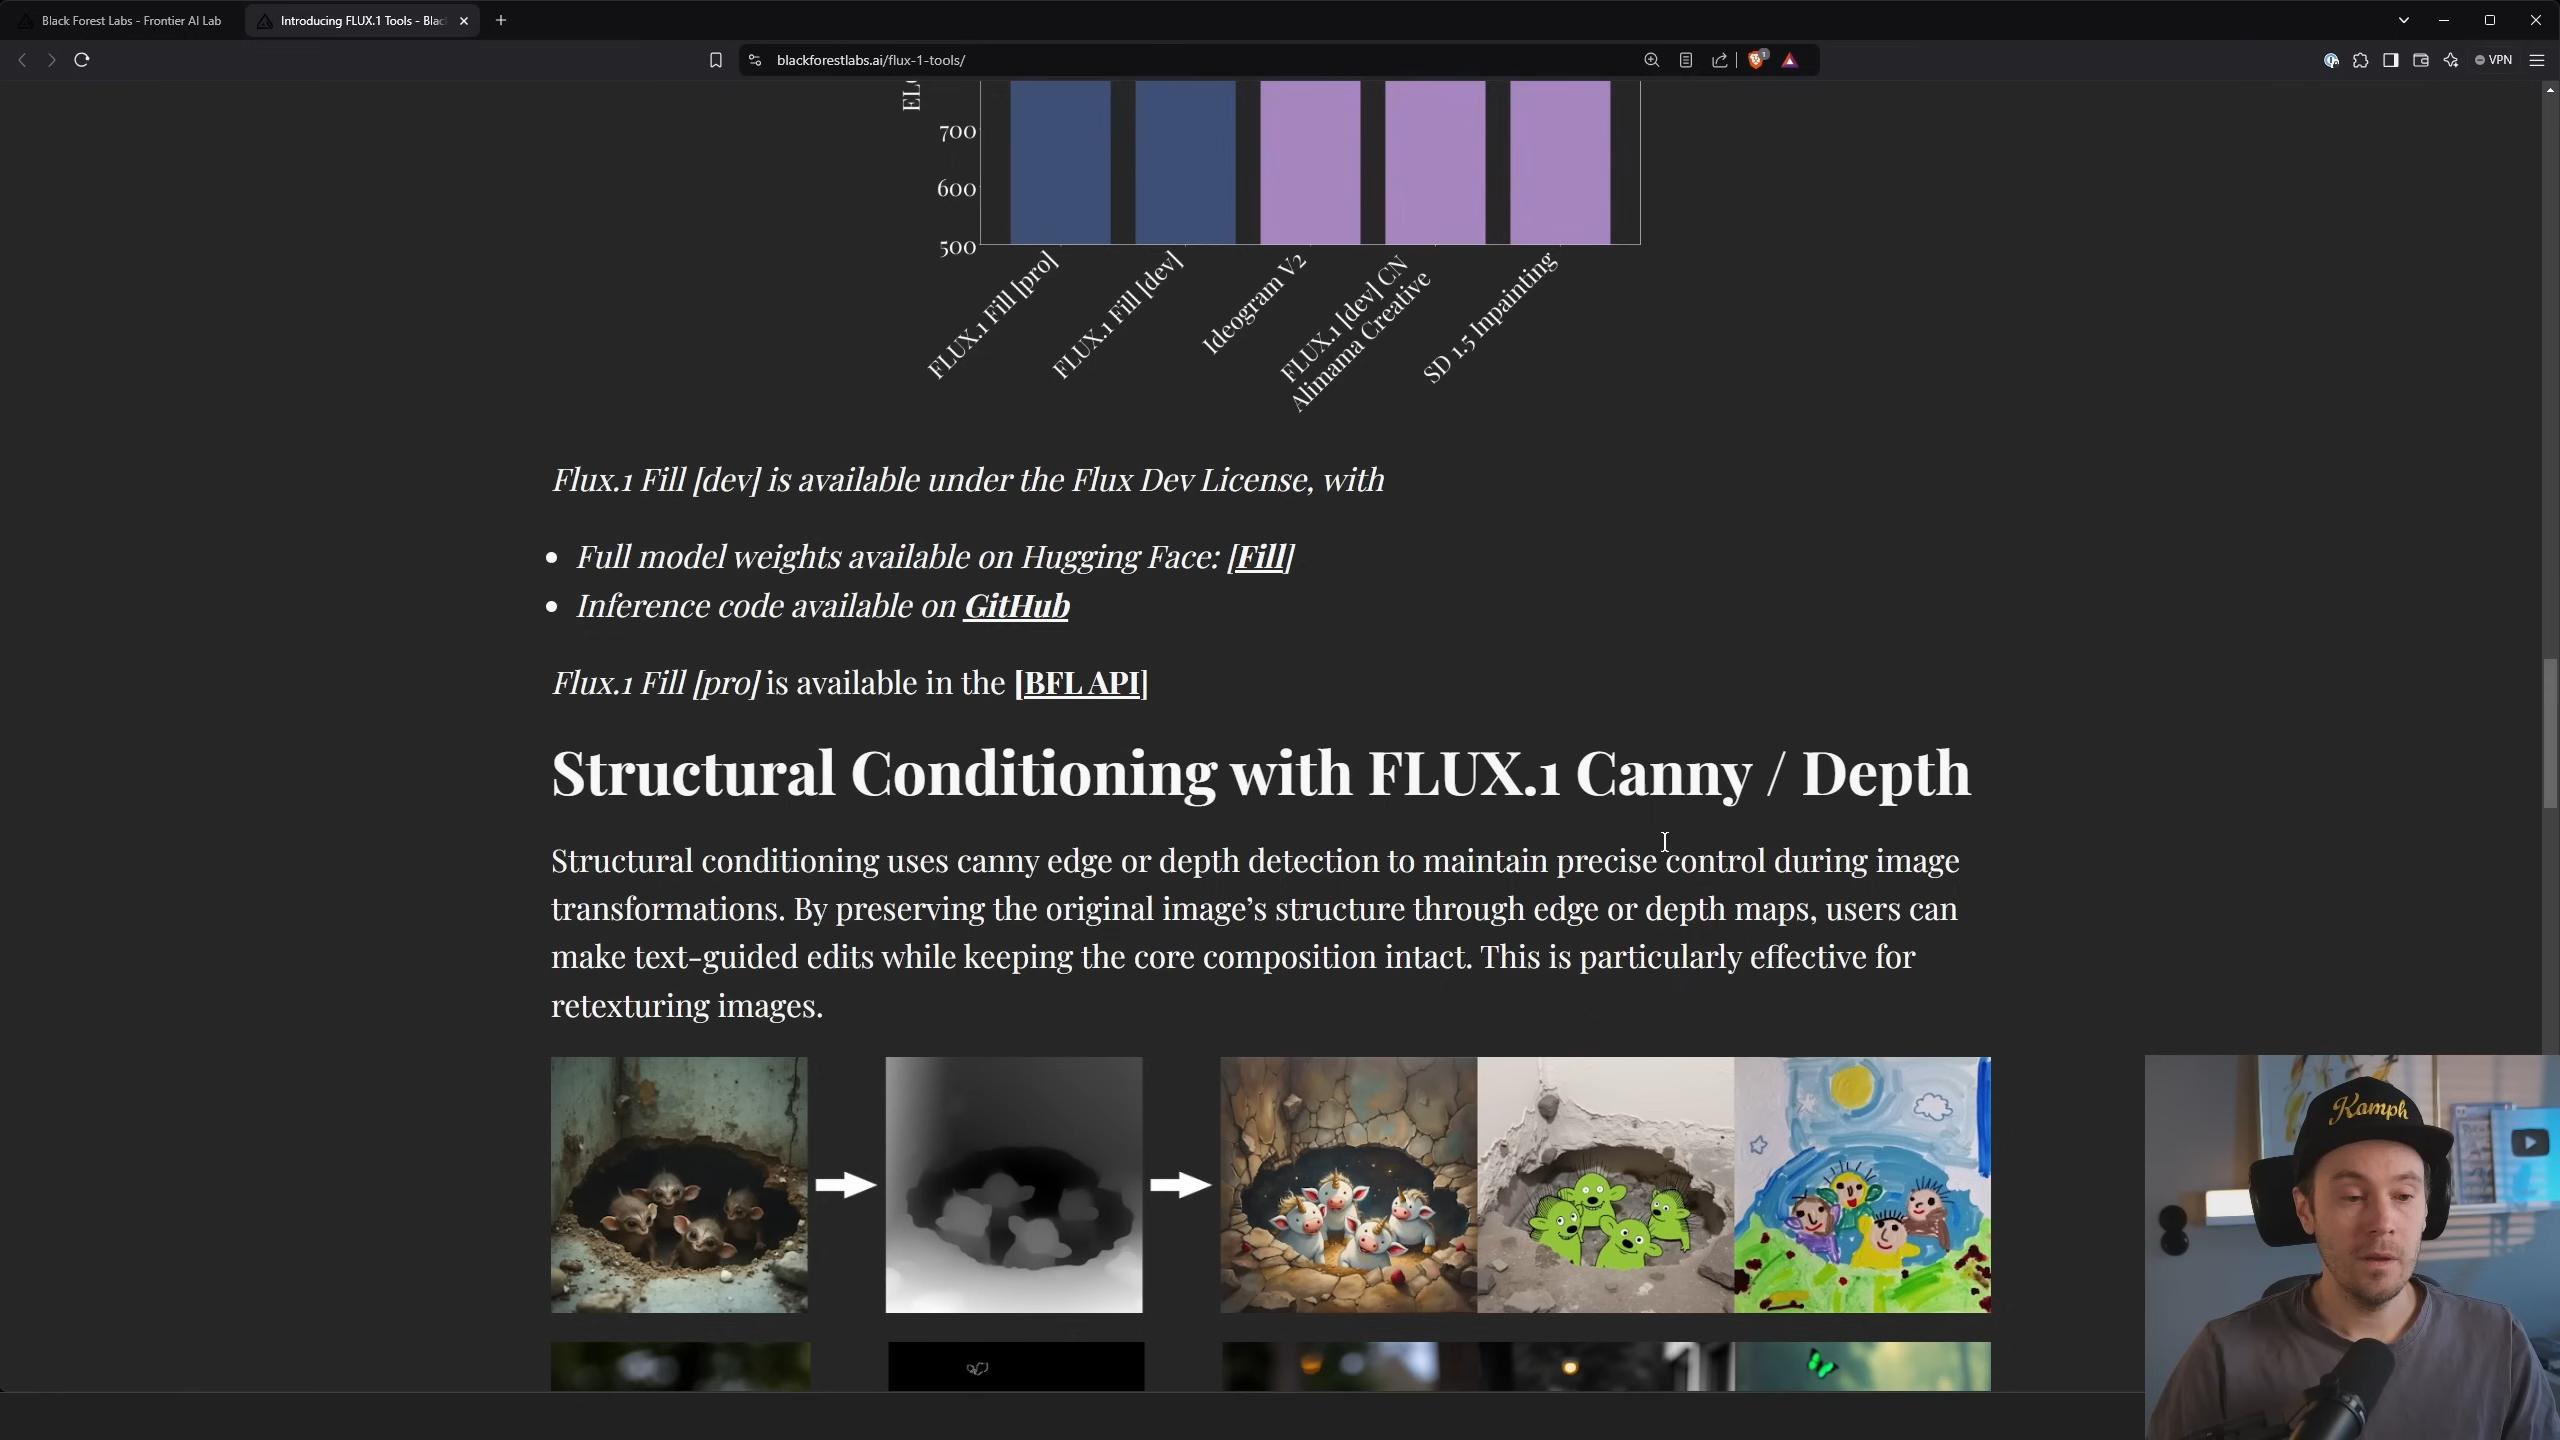 Black Forest Labs - Frontier AI Lab
Introducing FLUX.1 Tools - Blac
blackforestlabs.ai/flux-1-tools/
1
VPN
700
600
500
FLUX.1 Fill [pro]
FLUX.1 Fill [dev]
Ideogram V2
FLUX.1 [dev] CN
Alimama Creative
SD 1.5 Inpainting
Flux.1 Fill [dev] is available under the Flux Dev License, with
• Full model weights available on Hugging Face: [Fill]
• Inference code available on GitHub
Flux.1 Fill [pro] is available in the [BFL API]
Structural Conditioning with FLUX.1 Canny / Depth
Structural conditioning uses canny edge or depth detection to maintain precise control during image
transformations. By preserving the original image’s structure through edge or depth maps, users can
make text-guided edits while keeping the core composition intact. This is particularly effective for
retexturing images.
Kamph